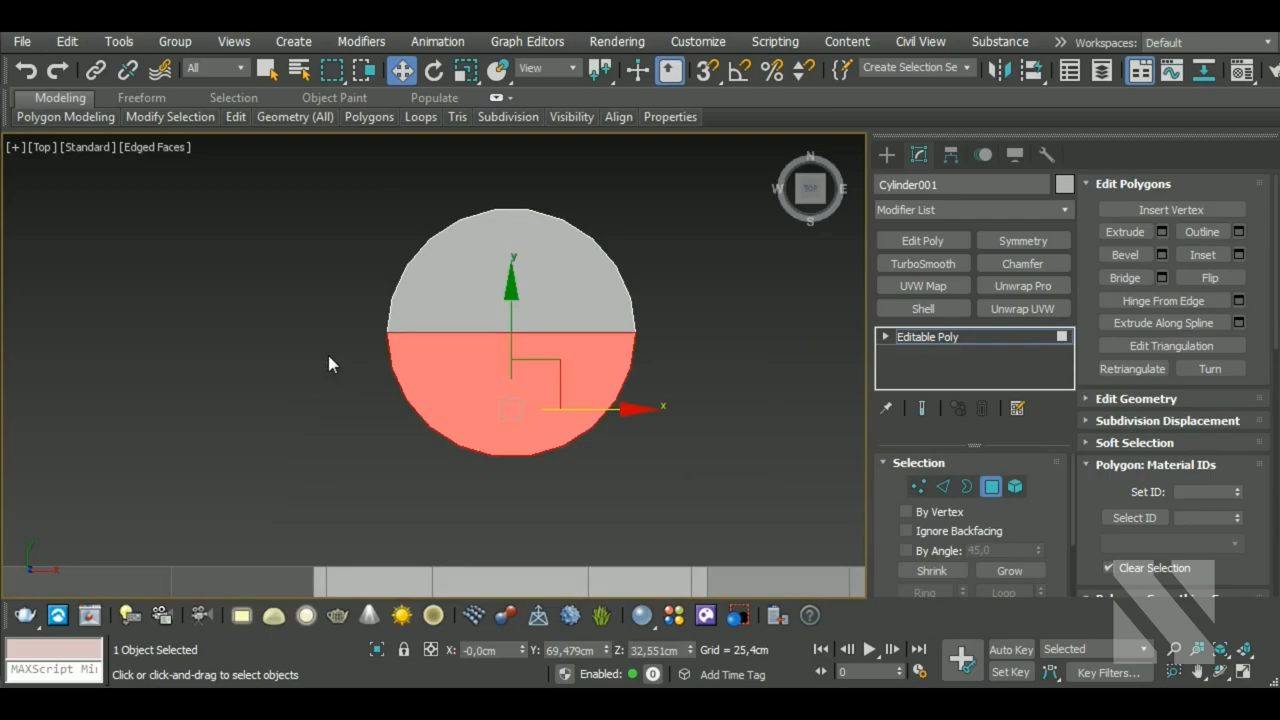 File Edit Tools Group Views Create Modifiers Animation Graph Editors Rendering Customize Scripting Content Civil View Substance Workspaces: Default
All View Create Selection Se
Modeling Freeform Selection Object Paint Populate
Polygon Modeling Modify Selection Edit Geometry (All) Polygons Loops Tris Subdivision Visibility Align Properties
[+] [Top] [Standard] [Edged Faces]
N
W TOP E
S
y
x
Cylinder001
Modifier List
Edit Poly Symmetry
TurboSmooth Chamfer
UVW Map Unwrap Pro
Shell Unwrap UVW
Editable Poly
Selection
By Vertex
Ignore Backfacing
By Angle: 45,0
Shrink Grow
Ring Loop
Edit Polygons
Insert Vertex
Extrude Outline
Bevel Inset
Bridge Flip
Hinge From Edge
Extrude Along Spline
Edit Triangulation
Retriangulate Turn
Edit Geometry
Subdivision Displacement
Soft Selection
Polygon: Material IDs
Set ID:
Select ID
Clear Selection
MAXScript Mi
1 Object Selected
Click or click-and-drag to select objects
X: -0,0cm Y: 69,479cm Z: 32,551cm Grid = 25,4cm
Enabled: 0 Add Time Tag
0
Auto Key Selected
Set Key Key Filters...